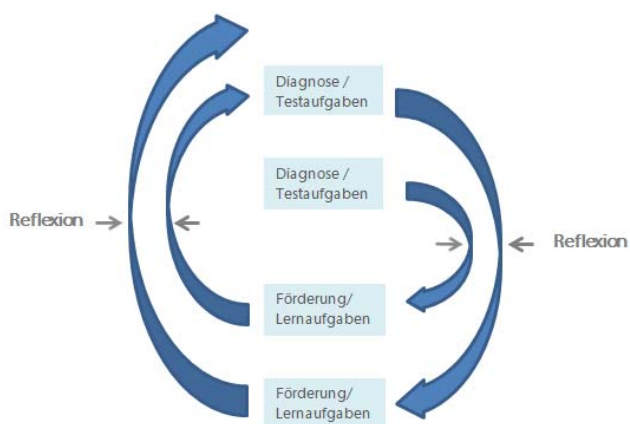 Diagnose /
Testaufgaben
Diagnose /
Testaufgaben
Reflexion
Reflexion
Förderung/
Lernaufgaben
Förderung/
Lernaufgaben